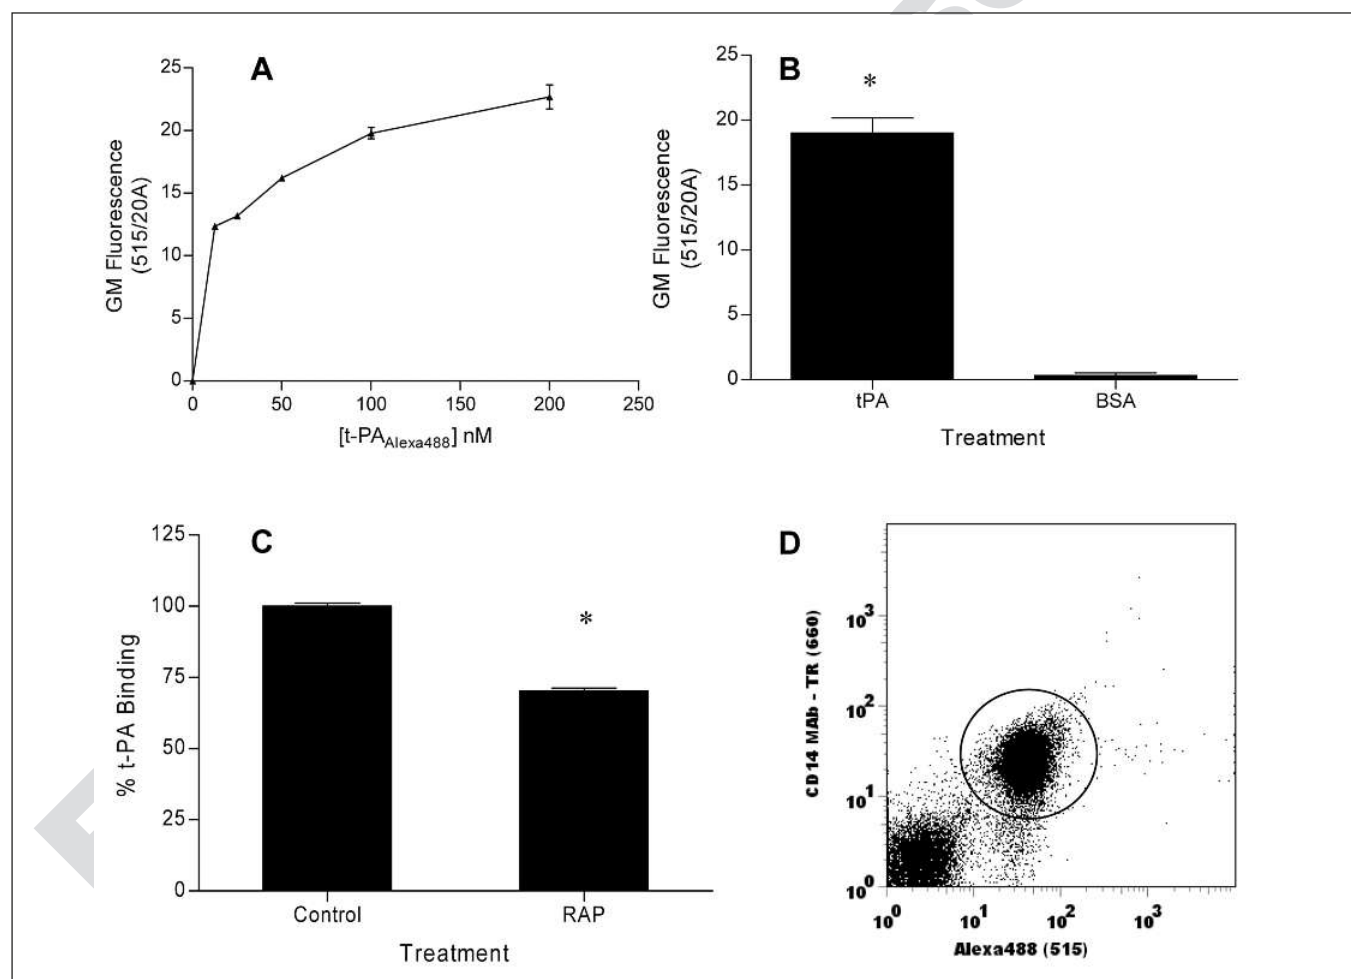 A
GM Fluorescence
(515/20A)
25
20
15
10
5
0
0 50 100 150 200 250
[t-PAAlexa488] nM
B
*
GM Fluorescence
(515/20A)
25
20
15
10
5
0
tPA BSA
Treatment
C
*
% t-PA Binding
125
100
75
50
25
0
Control RAP
Treatment
D
CD14 MAb - TR (660)
10³
10²
10¹
10⁰
10⁰ 10¹ 10² 10³
Alexa488 (515)